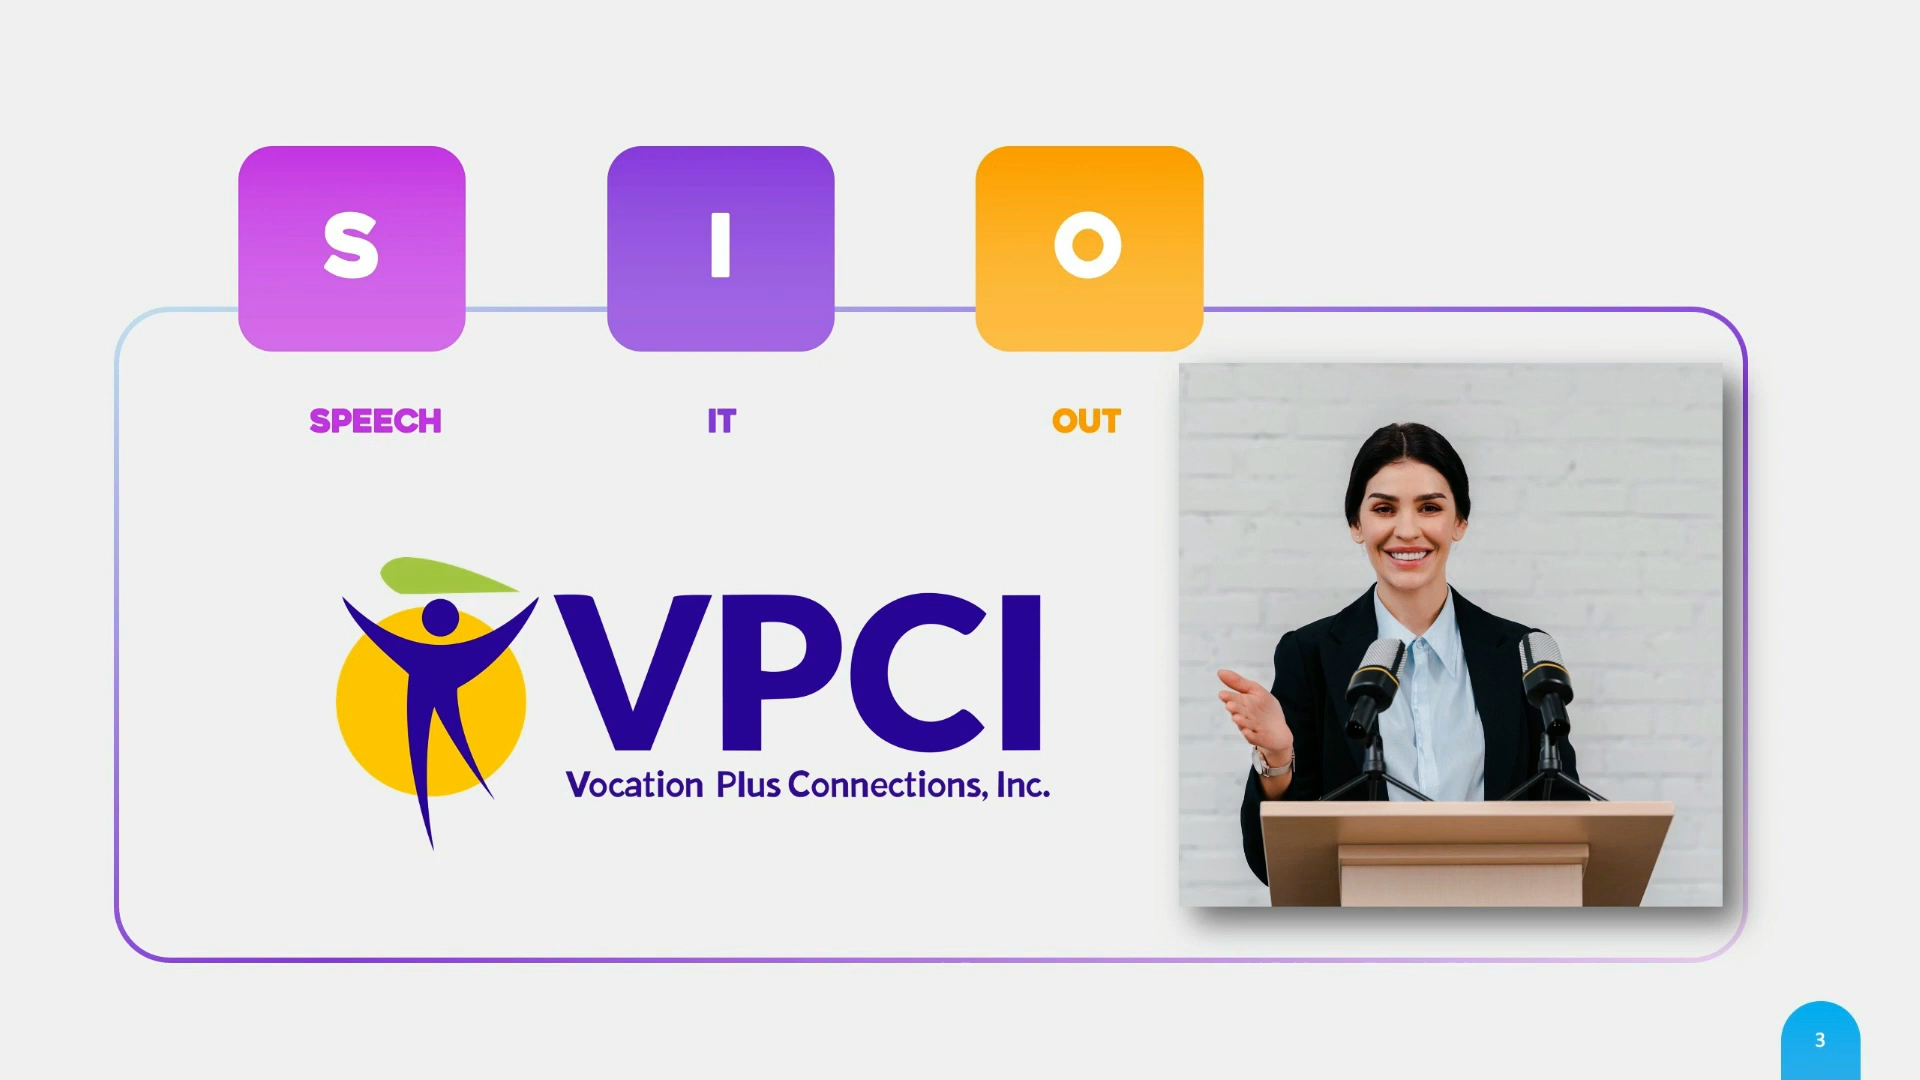 S I O
SPEECH IT OUT
VPCI
Vocation Plus Connections, Inc.
3